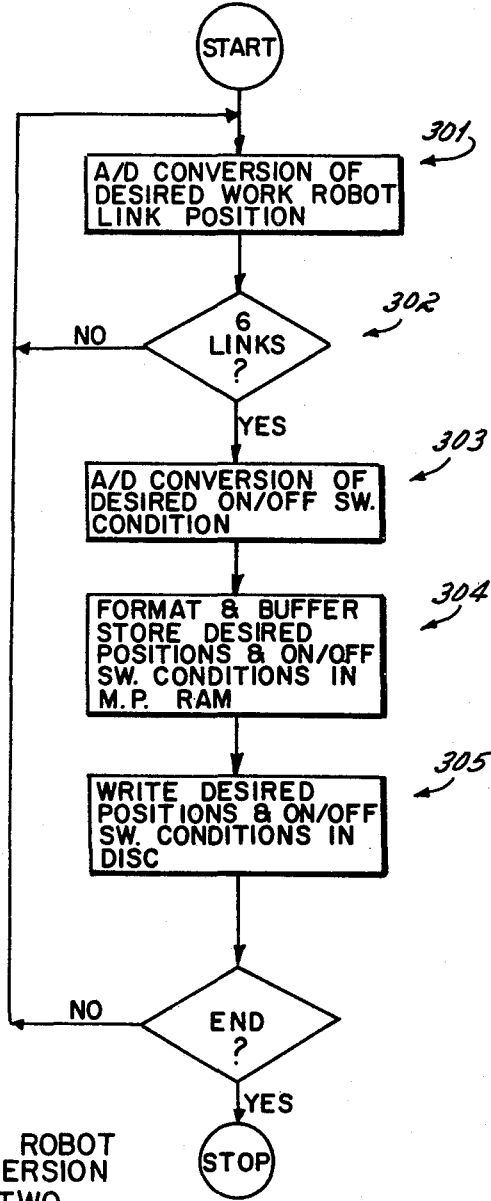 START
301
A/D CONVERSION OF
DESIRED WORK ROBOT
LINK POSITION
302
6
LINKS
?
NO
YES
303
A/D CONVERSION OF
DESIRED ON/OFF SW.
CONDITION
304
FORMAT & BUFFER
STORE DESIRED
POSITIONS & ON/OFF
SW. CONDITIONS IN
M.P. RAM
305
WRITE DESIRED
POSITIONS & ON/OFF
SW. CONDITIONS IN
DISC
END
?
NO
YES
STOP
ROBOT
ERSION
TWO